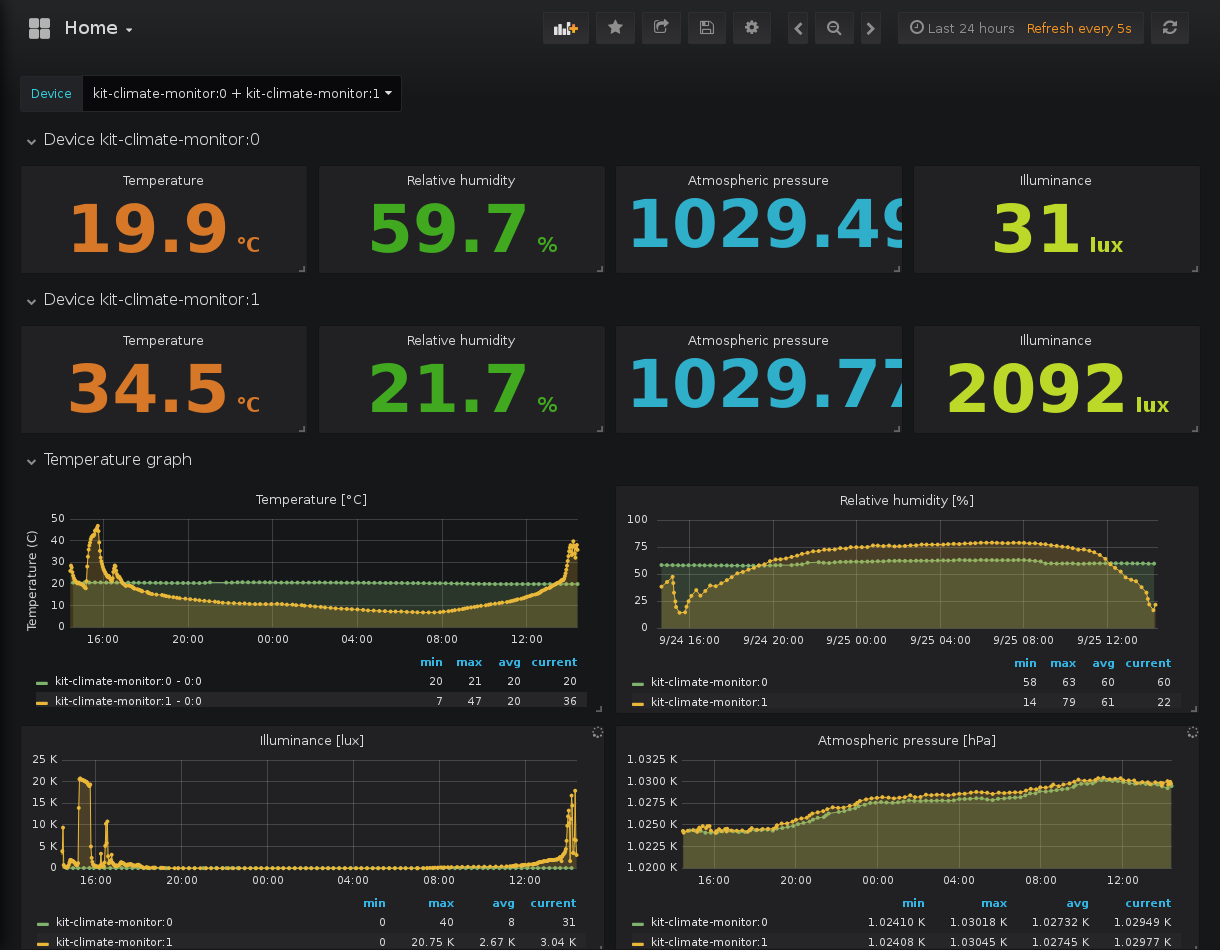 Home
Last 24 hours Refresh every 5s
Device kit-climate-monitor:0 + kit-climate-monitor:1
Device kit-climate-monitor:0
Temperature Relative humidity Atmospheric pressure Illuminance
19.9 °C 59.7 % 1029.49 31 lux
Device kit-climate-monitor:1
Temperature Relative humidity Atmospheric pressure Illuminance
34.5 °C 21.7 % 1029.77 2092 lux
Temperature graph
Temperature [°C]
Temperature (C)
50
40
30
20
10
0
16:00 20:00 00:00 04:00 08:00 12:00
min max avg current
kit-climate-monitor:0 - 0:0 20 21 20 20
kit-climate-monitor:1 - 0:0 7 47 20 36
Relative humidity [%]
100
75
50
25
0
9/24 16:00 9/24 20:00 9/25 00:00 9/25 04:00 9/25 08:00 9/25 12:00
min max avg current
kit-climate-monitor:0 58 63 60 60
kit-climate-monitor:1 14 79 61 22
Illuminance [lux]
25 K
20 K
15 K
10 K
5 K
0
16:00 20:00 00:00 04:00 08:00 12:00
min max avg current
kit-climate-monitor:0 0 40 8 31
kit-climate-monitor:1 0 20.75 K 2.67 K 3.04 K
Atmospheric pressure [hPa]
1.0325 K
1.0300 K
1.0275 K
1.0250 K
1.0225 K
1.0200 K
16:00 20:00 00:00 04:00 08:00 12:00
min max avg current
kit-climate-monitor:0 1.02410 K 1.03018 K 1.02732 K 1.02949 K
kit-climate-monitor:1 1.02408 K 1.03045 K 1.02745 K 1.02977 K